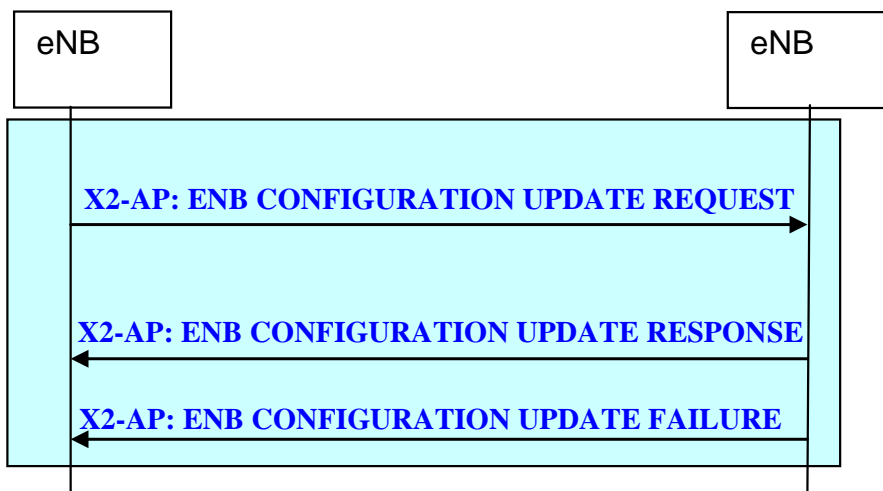 eNB
eNB
X2-AP: ENB CONFIGURATION UPDATE REQUEST
X2-AP: ENB CONFIGURATION UPDATE RESPONSE
X2-AP: ENB CONFIGURATION UPDATE FAILURE